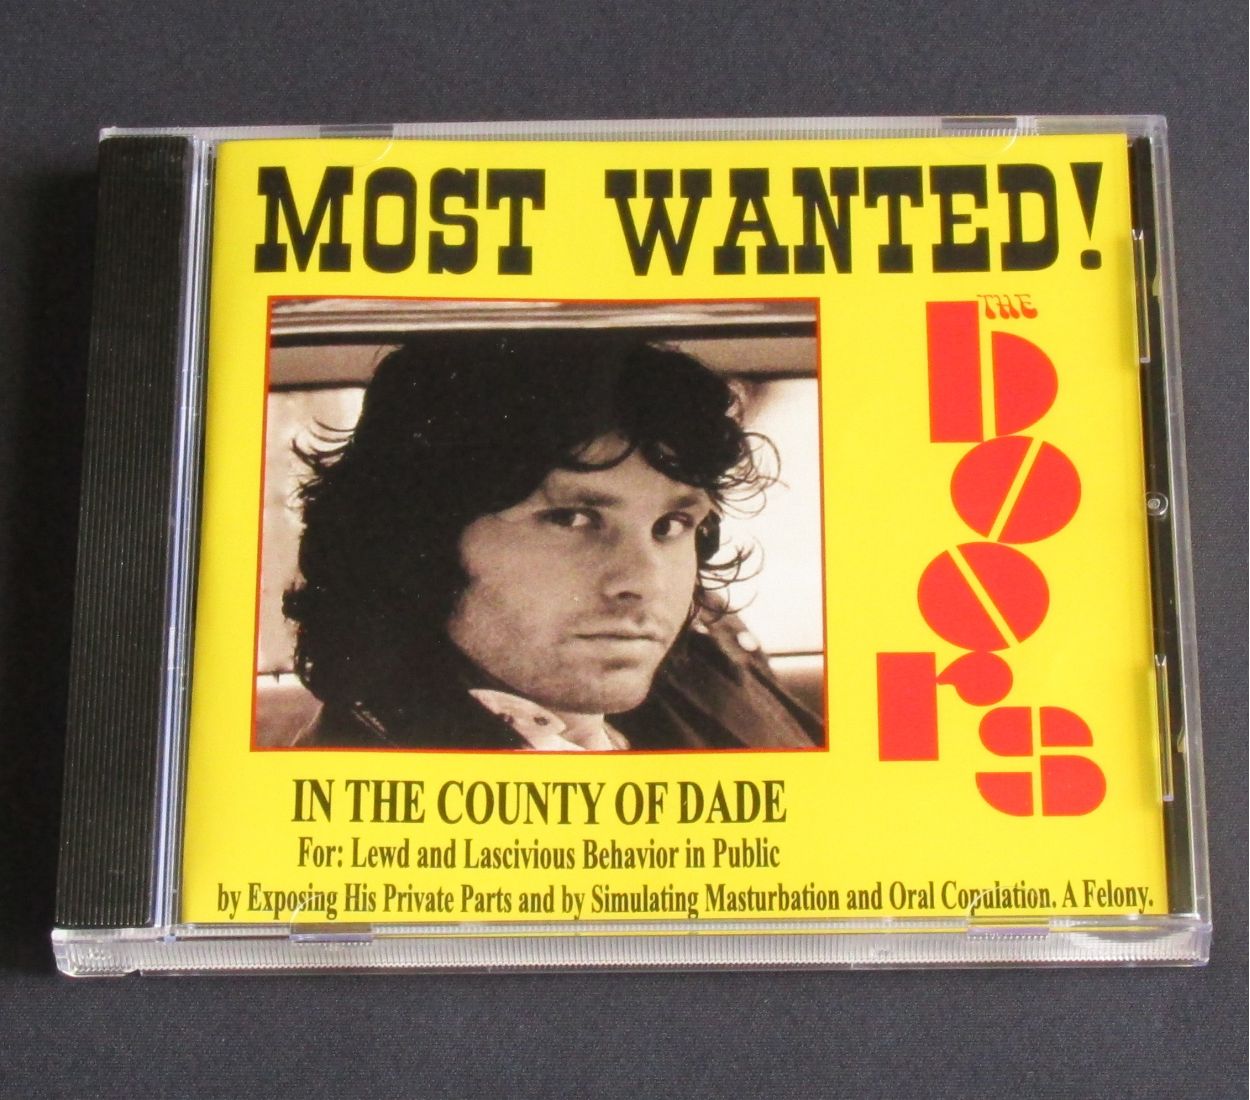 MOST WANTED!
THE
DOORS
IN THE COUNTY OF DADE
For: Lewd and Lascivious Behavior in Public
by Exposing His Private Parts and by Simulating Masturbation and Oral Copulation. A Felony.